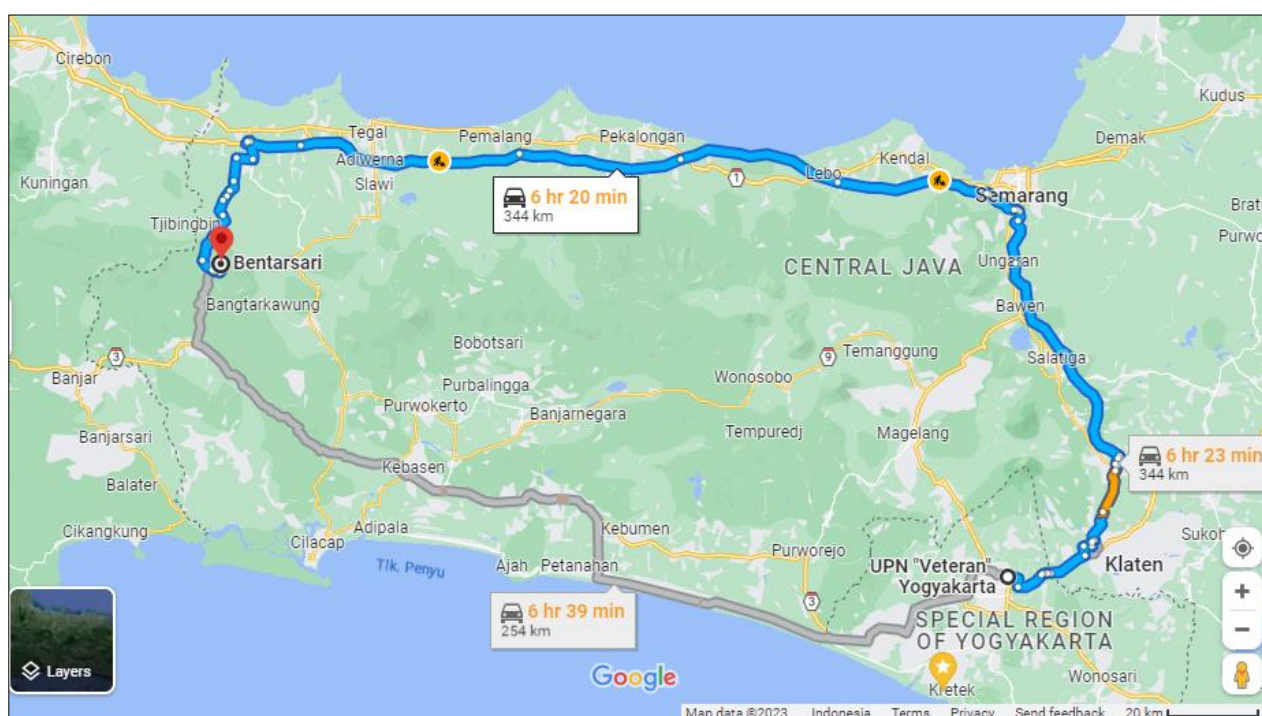 Cirebon
Kudus
Tegal
Pemalang
Pekalongan
Demak
Adiwerna
Kendal
Kuningan
Slawi
1
Lebo
6 hr 20 min
344 km
Semarang
Brat
Tjibingbin
Purwo
Bentarsari
CENTRAL JAVA
Ungaran
Bangtarkawung
Bawen
Bobotsari
3
9
Temanggung
Salatiga
Banjar
Purbalingga
Wonosobo
Purwokerto
Banjarnegara
Banjarsari
Tempuredj
Magelang
6 hr 23 min
344 km
Kebasen
Balater
Cikangkung
Adipala
Kebumen
Sukoh
Cilacap
Purworejo
Tlk. Penyu
Ajah
Petanahan
UPN "Veteran"
Yogyakarta
Klaten
6 hr 39 min
254 km
3
SPECIAL REGION
OF YOGYAKARTA
Layers
Google
Kretek
Wonosari
Map data ©2023 Indonesia Terms Privacy Send feedback 20 km